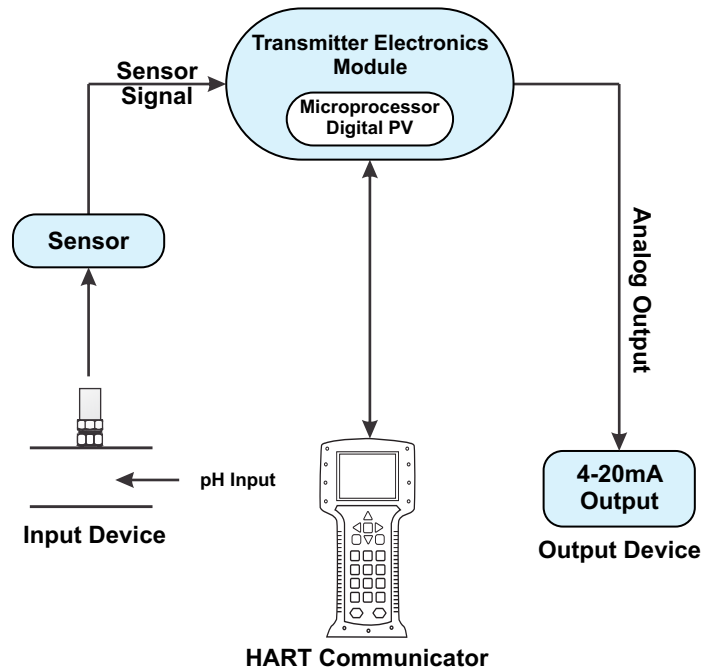 Transmitter Electronics
Module
Microprocessor
Digital PV
Sensor
Signal
Sensor
Analog Output
pH Input
Input Device
4-20mA
Output
Output Device
HART Communicator